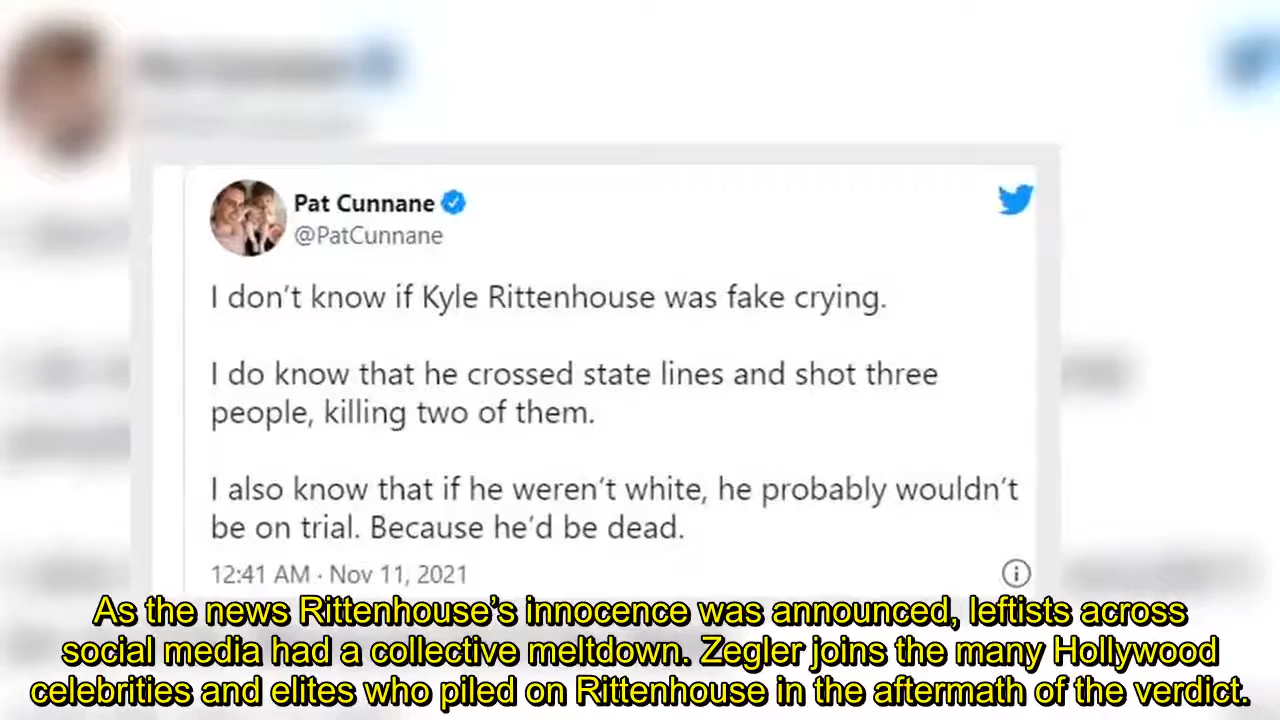 Pat Cunnane
@PatCunnane
I don’t know if Kyle Rittenhouse was fake crying.
I do know that he crossed state lines and shot three
people, killing two of them.
I also know that if he weren’t white, he probably wouldn’t
be on trial. Because he’d be dead.
12:41 AM · Nov 11, 2021
As the news Rittenhouse’s innocence was announced, leftists across
social media had a collective meltdown. Zegler joins the many Hollywood
celebrities and elites who piled on Rittenhouse in the aftermath of the verdict.